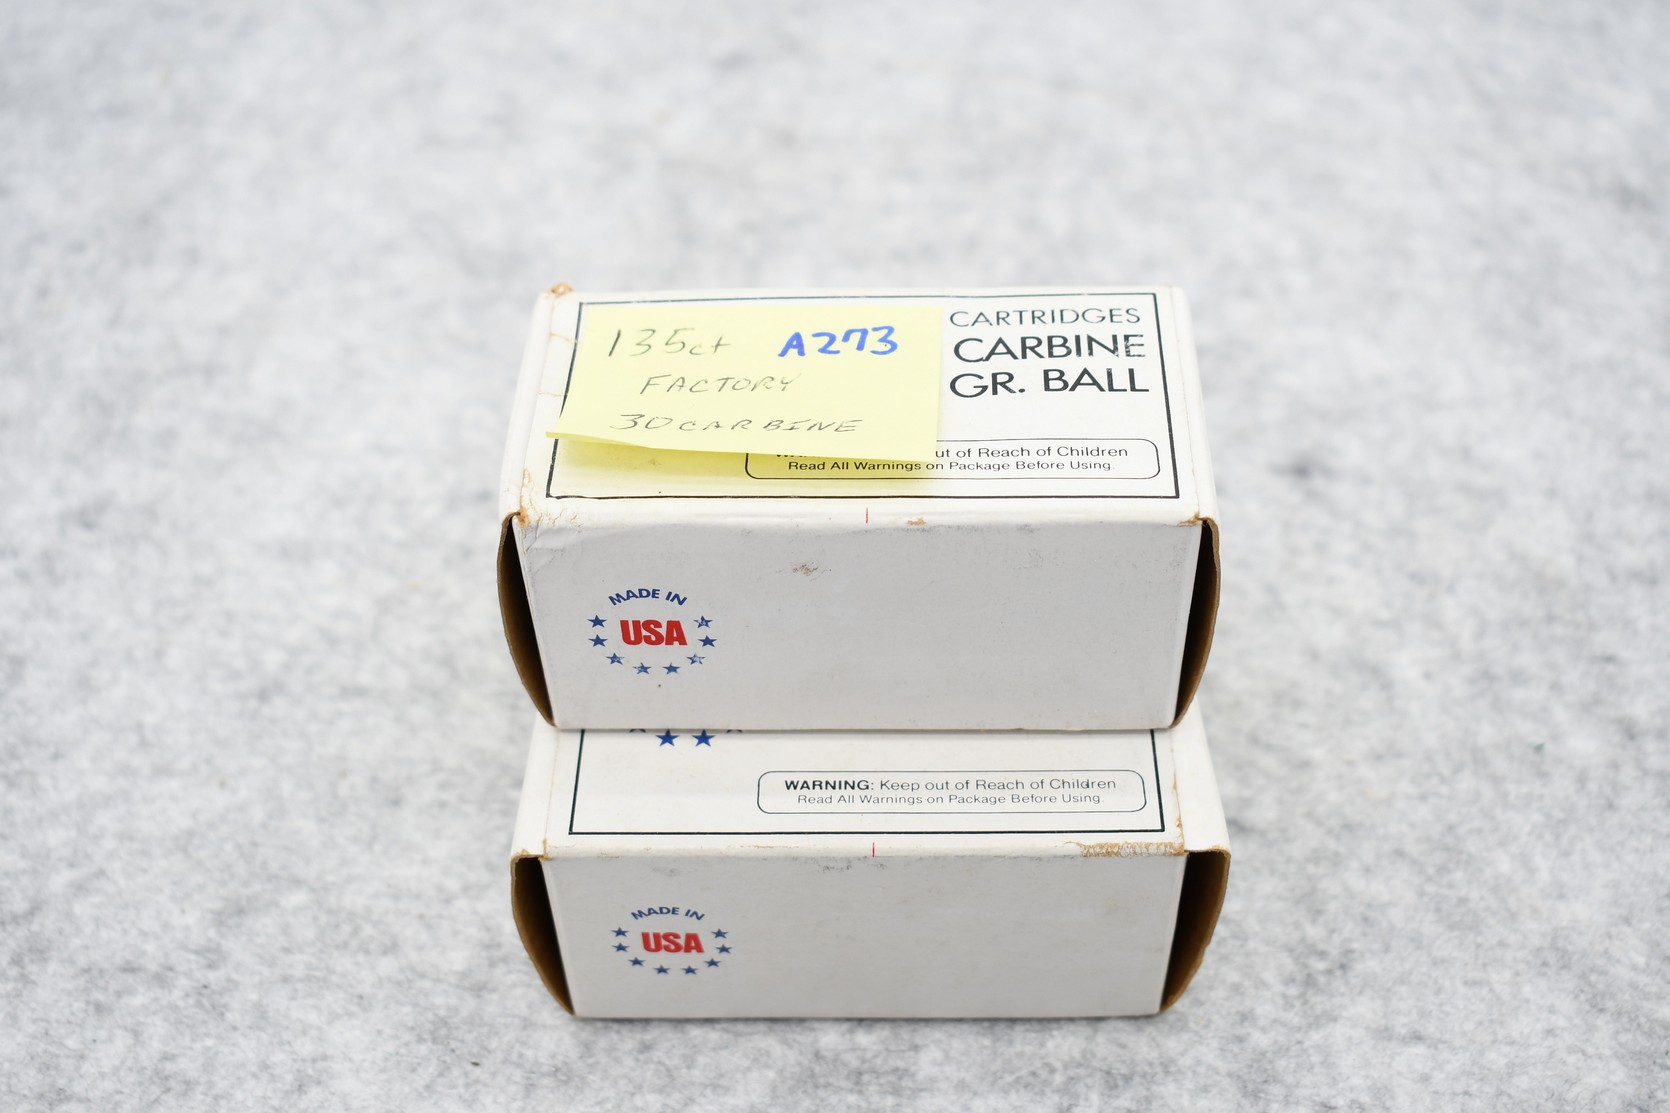 135ct A273
FACTORY
30 CARBINE
CARTRIDGES
CARBINE
GR. BALL
out of Reach of Children
Read All Warnings on Package Before Using.
MADE IN
USA
WARNING: Keep out of Reach of Children
Read All Warnings on Package Before Using.
MADE IN
USA